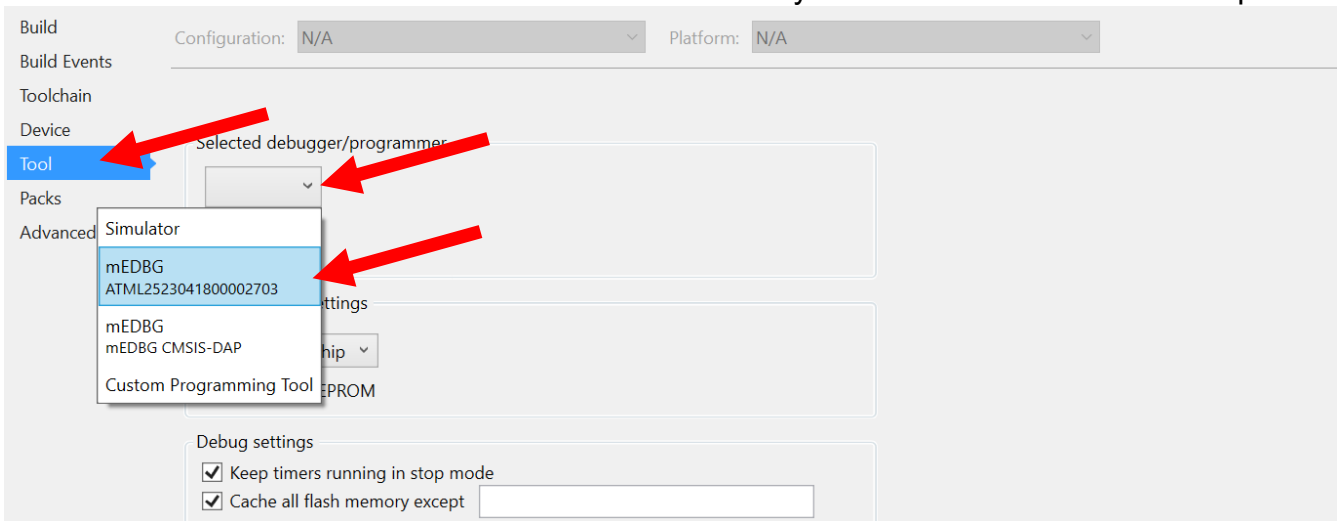 Build
Configuration: N/A Platform: N/A
Build Events
Toolchain
Device
Selected debugger/programmer
Tool
Packs
Advanced
Simulator
mEDBG
ATML2523041800002703
ttings
mEDBG
mEDBG CMSIS-DAP
hip
Custom Programming Tool
EPROM
Debug settings
Keep timers running in stop mode
Cache all flash memory except